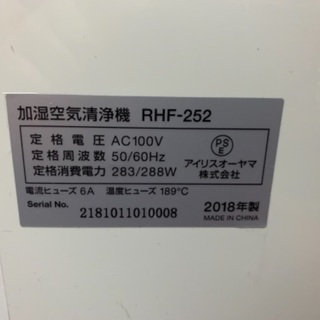 加湿空気清浄機 RHF-252
定格電圧 AC100V
定格周波数 50/60Hz
定格消費電力 283/288W
PS
E
アイリスオーヤマ
株式会社
電流ヒューズ 6A 温度ヒューズ 189℃
Serial No.
2181011010008
2018年製
MADE IN CHINA